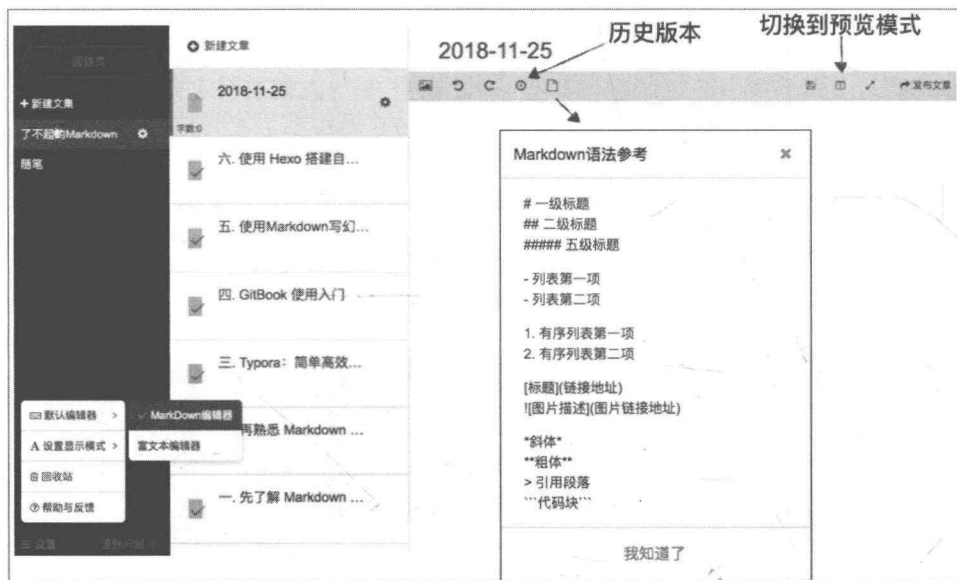 回首页
+ 新建文集
了不起的Markdown
随笔
默认编辑器 >
A 设置显示模式 >
回收站
帮助与反馈
设置
遇到问题
✓ MarkDown编辑器
富文本编辑器
新建文章
2018-11-25
字数:0
六. 使用 Hexo 搭建自…
五. 使用Markdown写幻…
四. GitBook 使用入门
三. Typora：简单高效…
再熟悉 Markdown …
一. 先了解 Markdown …
2018-11-25
历史版本
切换到预览模式
发布文章
Markdown语法参考
# 一级标题
## 二级标题
##### 五级标题
- 列表第一项
- 列表第二项
1. 有序列表第一项
2. 有序列表第二项
[标题](链接地址)
![图片描述](图片链接地址)
*斜体*
**粗体**
> 引用段落
```代码块```
我知道了